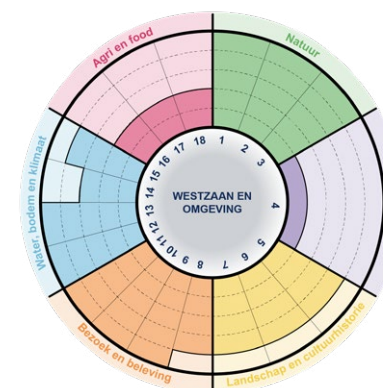 Agri en food
Natuur
Water, bodem en klimaat
WESTZAAN EN
OMGEVING
1
2
3
4
5
6
7
8
9
10
11
12
13
14
15
16
17
18
Bezoek en beleving
Landschap en cultuurhistorie